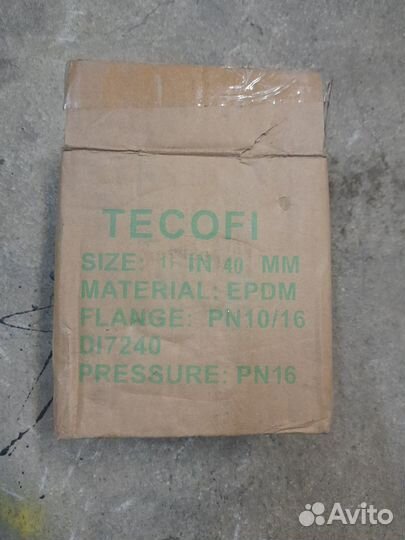 TECOFI
SIZE: IN 40 MM
MATERIAL: EPDM
FLANGE: PN10/16
DI7240
PRESSURE: PN16
Avito